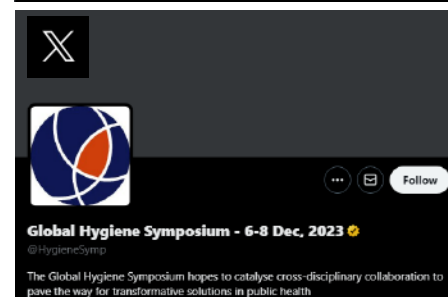 Follow
Global Hygiene Symposium - 6-8 Dec, 2023
@HygieneSymp
The Global Hygiene Symposium hopes to catalyse cross-disciplinary collaboration to
pave the way for transformative solutions in public health